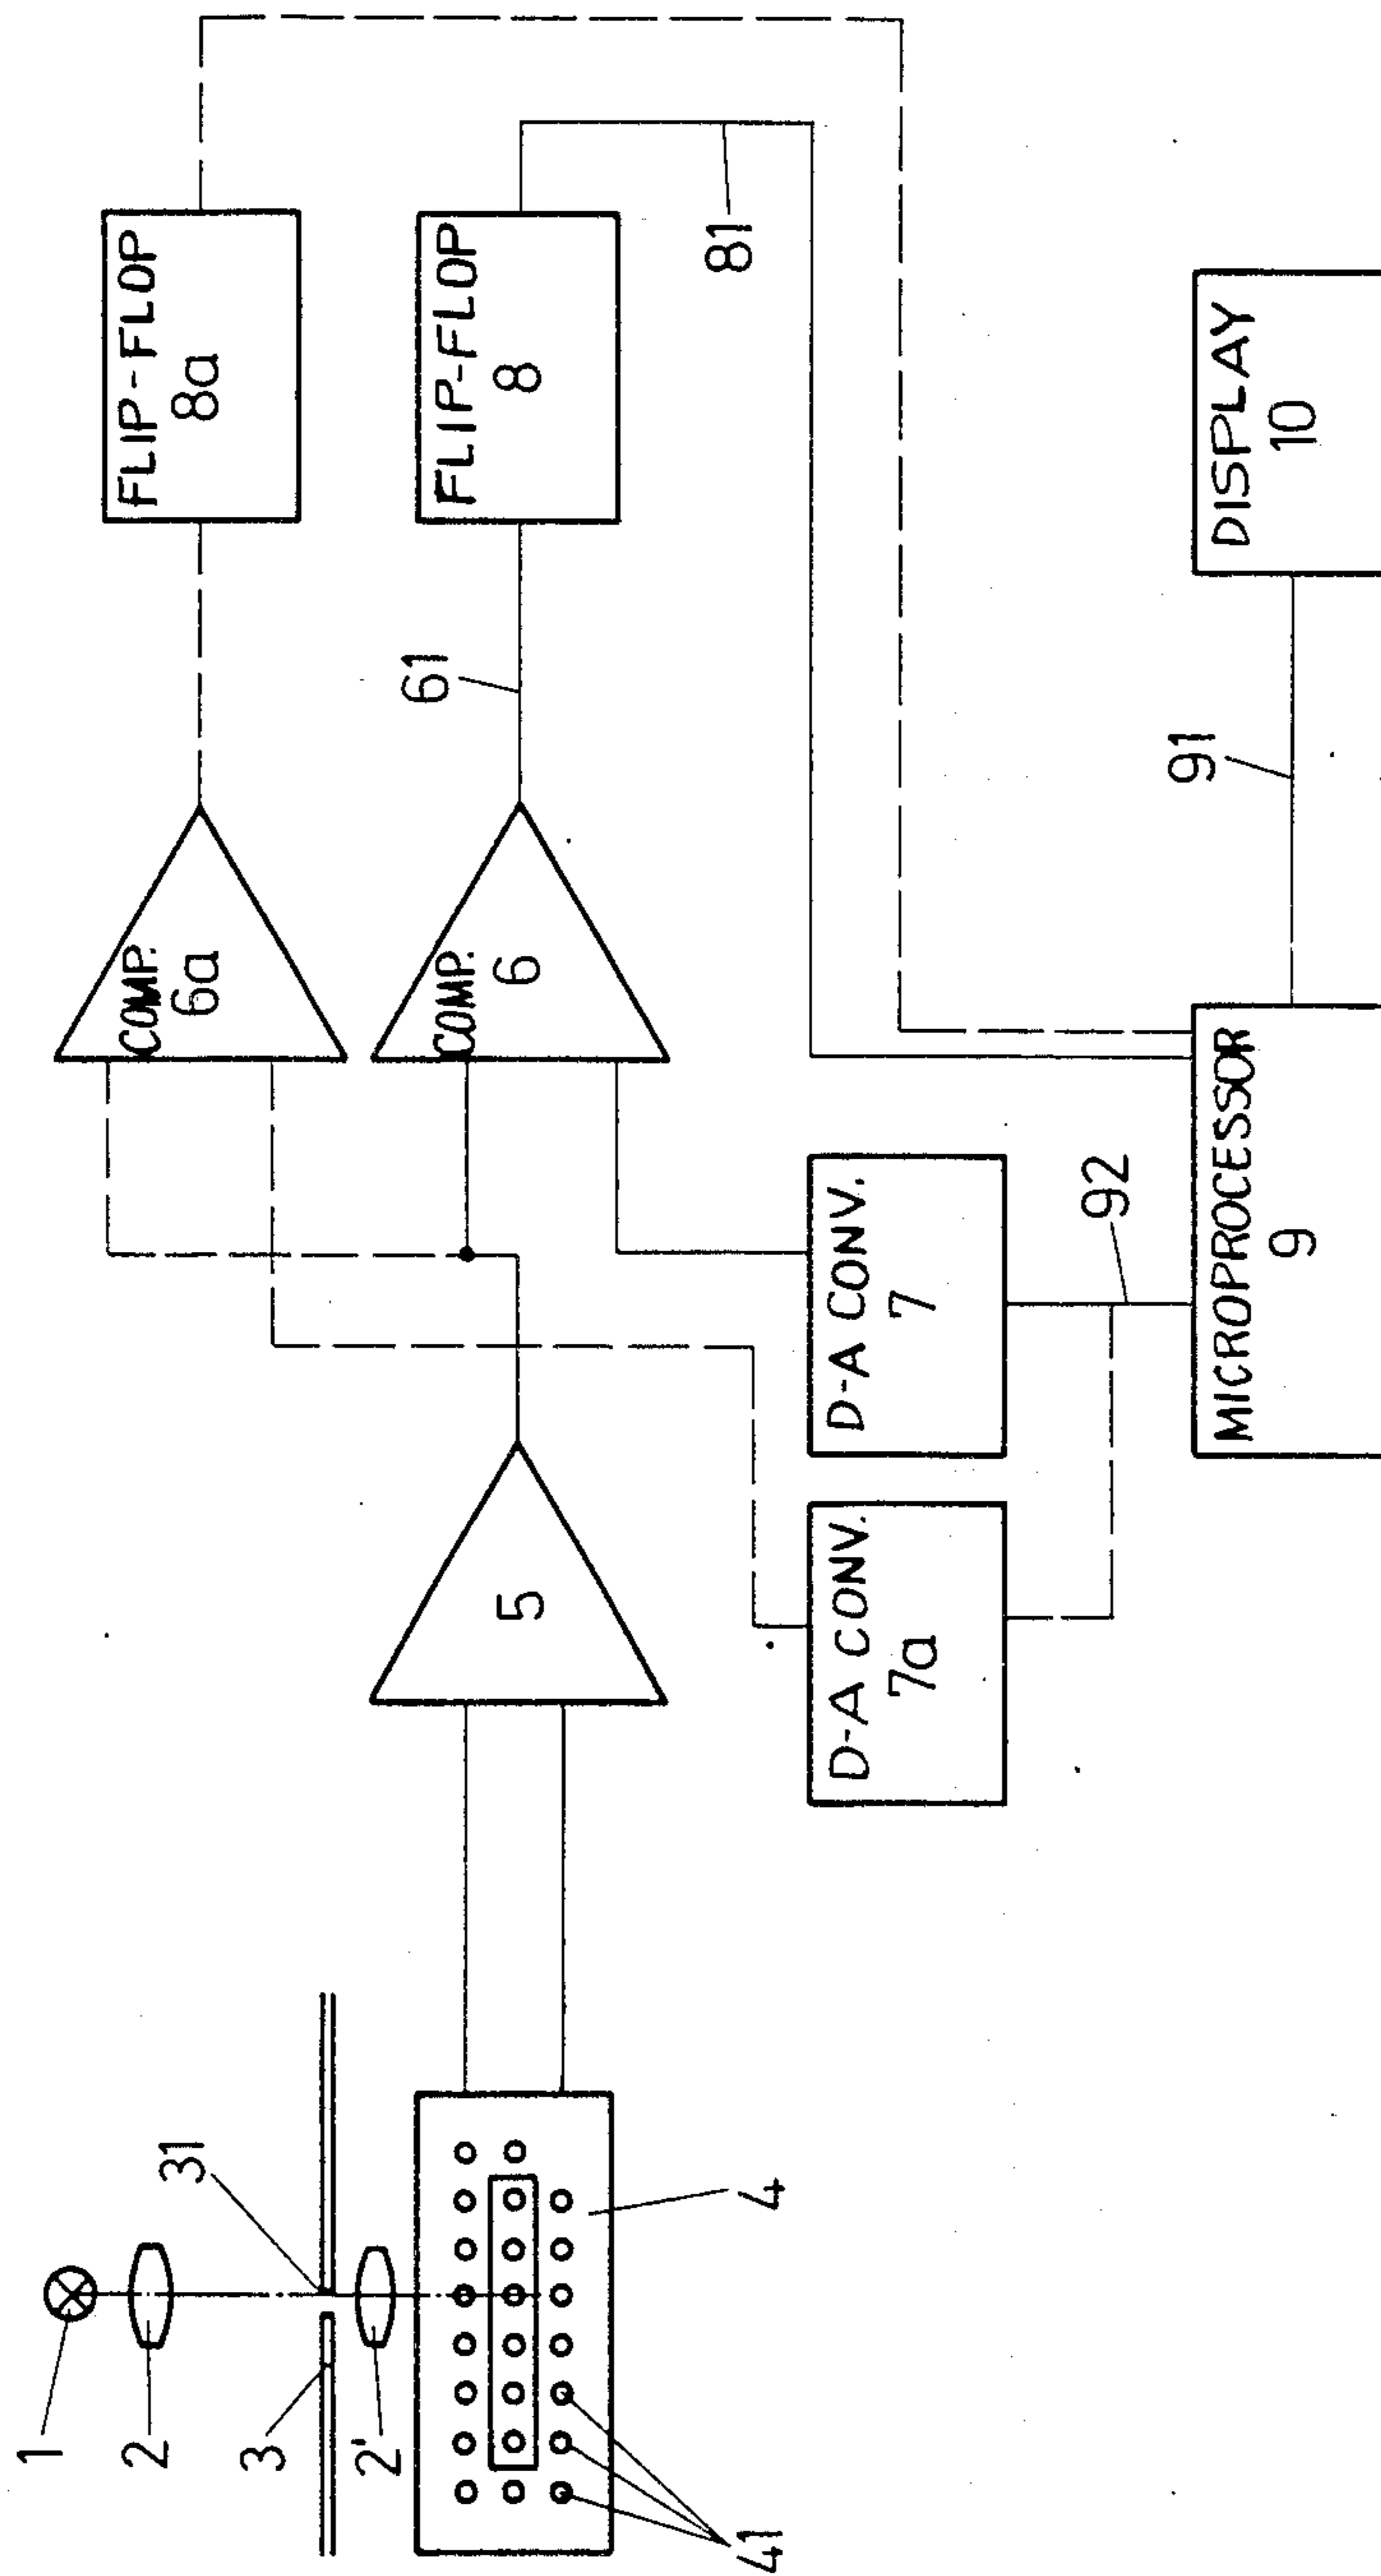 1
2
3
31
2'
4
41
5
COMP.
6a
COMP.
6
61
FLIP-FLOP
8a
FLIP-FLOP
8
81
D-A CONV.
7a
D-A CONV.
7
92
MICROPROCESSOR
9
91
DISPLAY
10